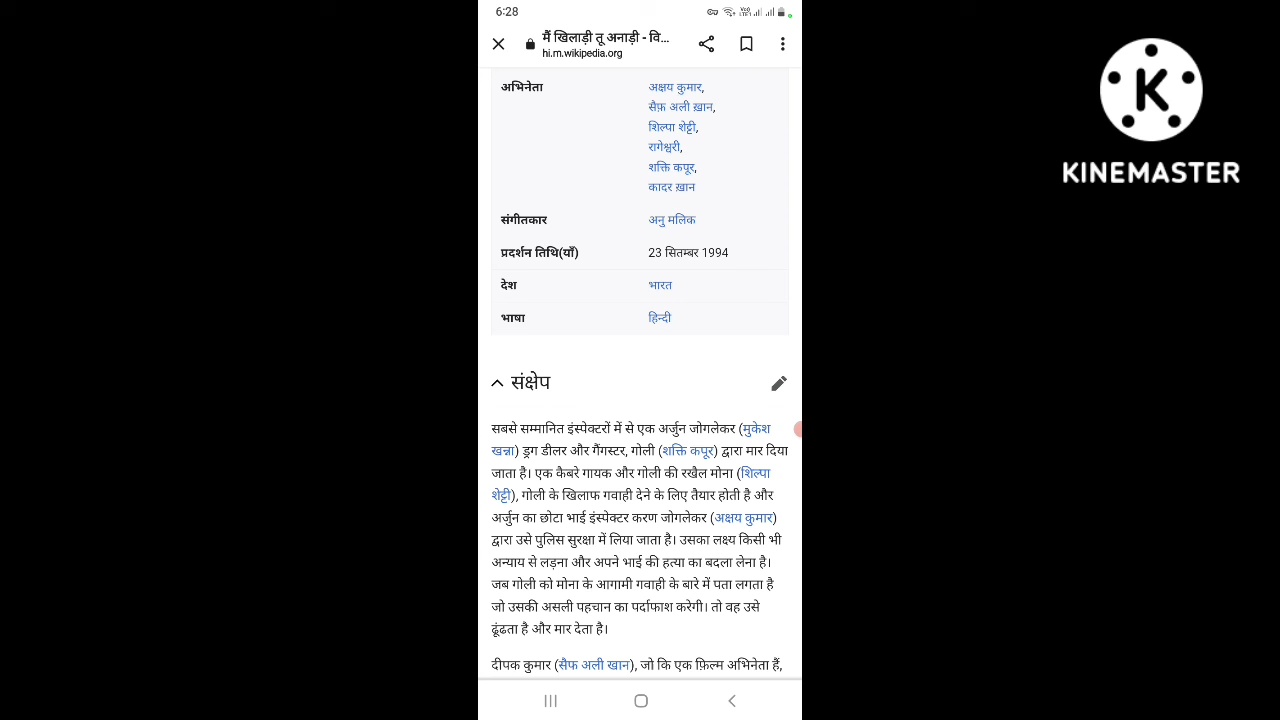 6:28
मैं खिलाड़ी तू अनाड़ी - वि...
hi.m.wikipedia.org
K
KINEMASTER
अभिनेता
अक्षय कुमार,
सैफ़ अली ख़ान,
शिल्पा शेट्टी,
रागेश्वरी,
शक्ति कपूर,
कादर ख़ान
संगीतकार अनु मलिक
प्रदर्शन तिथि(याँ) 23 सितम्बर 1994
देश भारत
भाषा हिन्दी
संक्षेप
सबसे सम्मानित इंस्पेक्टरों में से एक अर्जुन जोगलेकर (मुकेश
खन्ना) ड्रग डीलर और गैंगस्टर, गोली (शक्ति कपूर) द्वारा मार दिया
जाता है। एक कैबरे गायक और गोली की रखैल मोना (शिल्पा
शेट्टी), गोली के खिलाफ गवाही देने के लिए तैयार होती है और
अर्जुन का छोटा भाई इंस्पेक्टर करण जोगलेकर (अक्षय कुमार)
द्वारा उसे पुलिस सुरक्षा में लिया जाता है। उसका लक्ष्य किसी भी
अन्याय से लड़ना और अपने भाई की हत्या का बदला लेना है।
जब गोली को मोना के आगामी गवाही के बारे में पता लगता है
जो उसकी असली पहचान का पर्दाफाश करेगी। तो वह उसे
ढूंढता है और मार देता है।
दीपक कुमार (सैफ अली खान), जो कि एक फ़िल्म अभिनेता हैं,